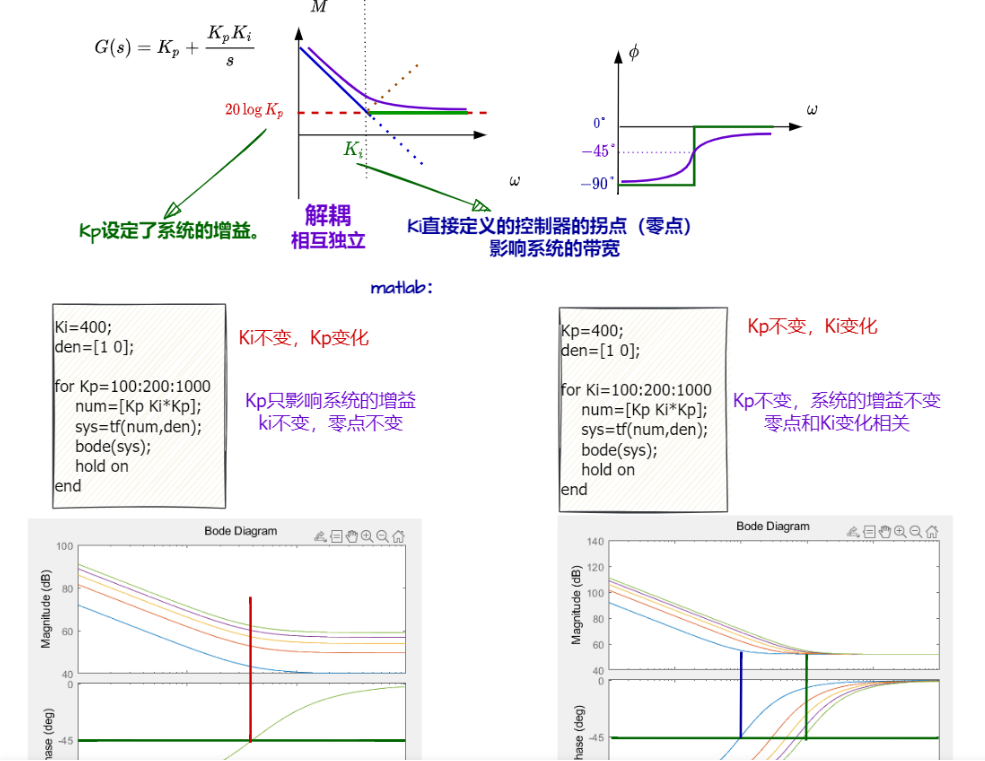 M
G(s) = K_p + \frac{K_p K_i}{s}
ϕ
ω
20 log K_p
0°
-45°
K_i
-90°
ω
Kp设定了系统的增益。
解耦
相互独立
Ki直接定义的控制器的拐点（零点）
影响系统的带宽
matlab：
Ki=400;
den=[1 0];
for Kp=100:200:1000
num=[Kp Ki*Kp];
sys=tf(num,den);
bode(sys);
hold on
end
Ki不变，Kp变化
Kp只影响系统的增益
ki不变，零点不变
Kp=400;
den=[1 0];
for Ki=100:200:1000
num=[Kp Ki*Kp];
sys=tf(num,den);
bode(sys);
hold on
end
Kp不变，Ki变化
Kp不变，系统的增益不变
零点和Ki变化相关
Bode Diagram
Magnitude (dB)
100
80
60
40
0
-45
hase (deg)
Bode Diagram
Magnitude (dB)
140
120
100
80
60
40
0
-45
hase (deg)